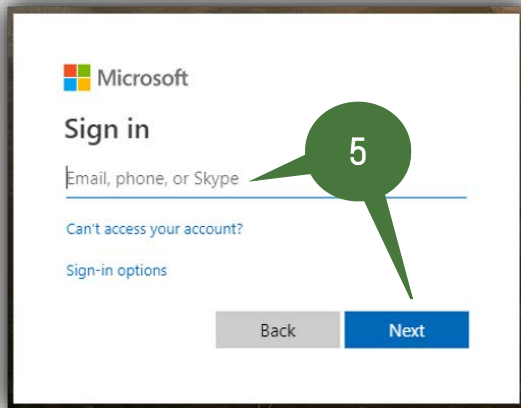 Microsoft
Sign in
5
Email, phone, or Skype
Can't access your account?
Sign-in options
Back Next